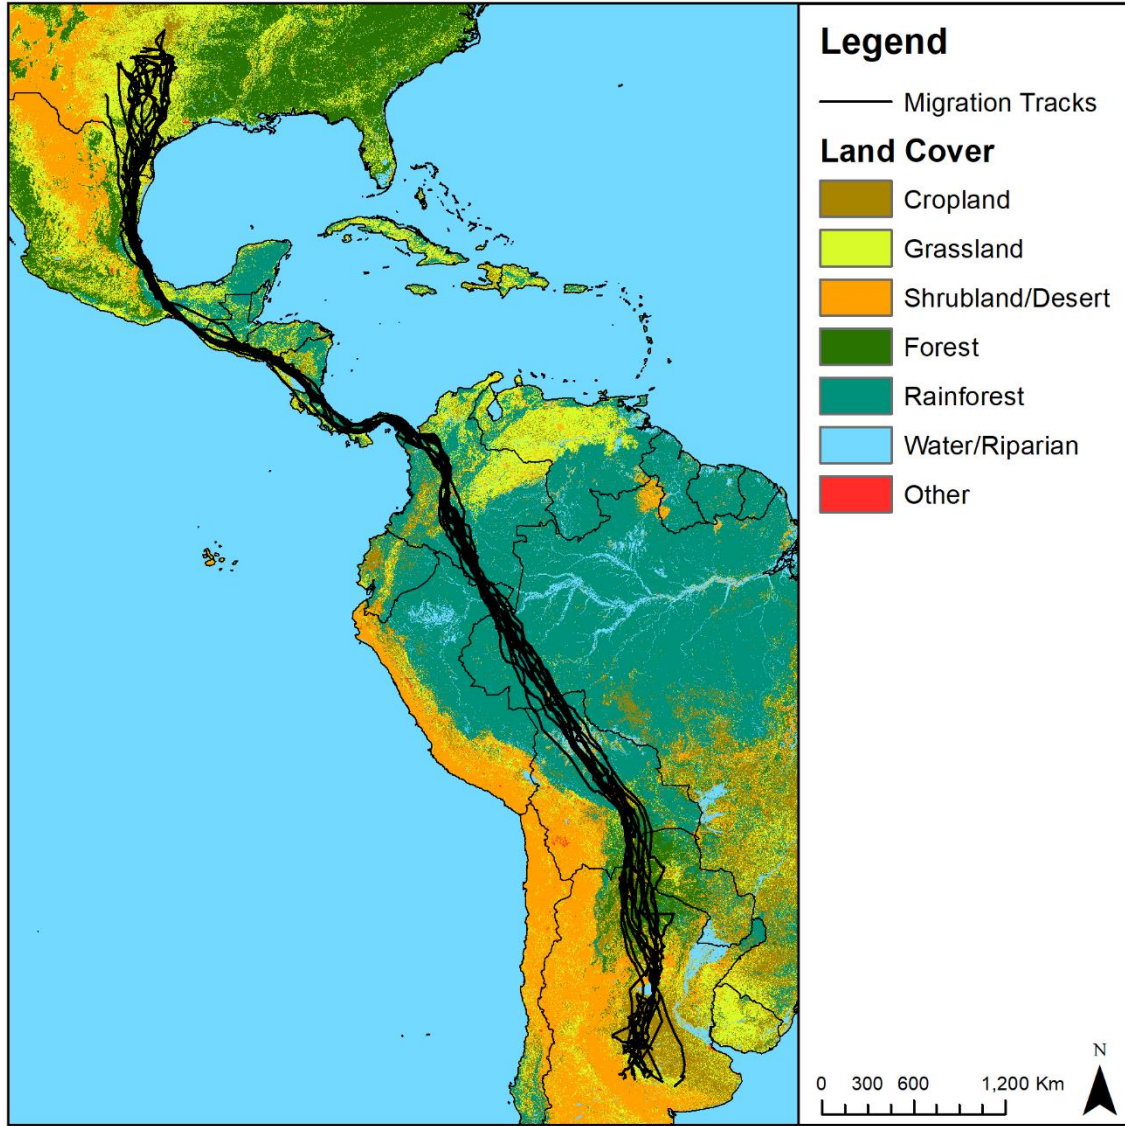 Legend
Migration Tracks
Land Cover
Cropland
Grassland
Shrubland/Desert
Forest
Rainforest
Water/Riparian
Other
N
0 300 600 1,200 Km